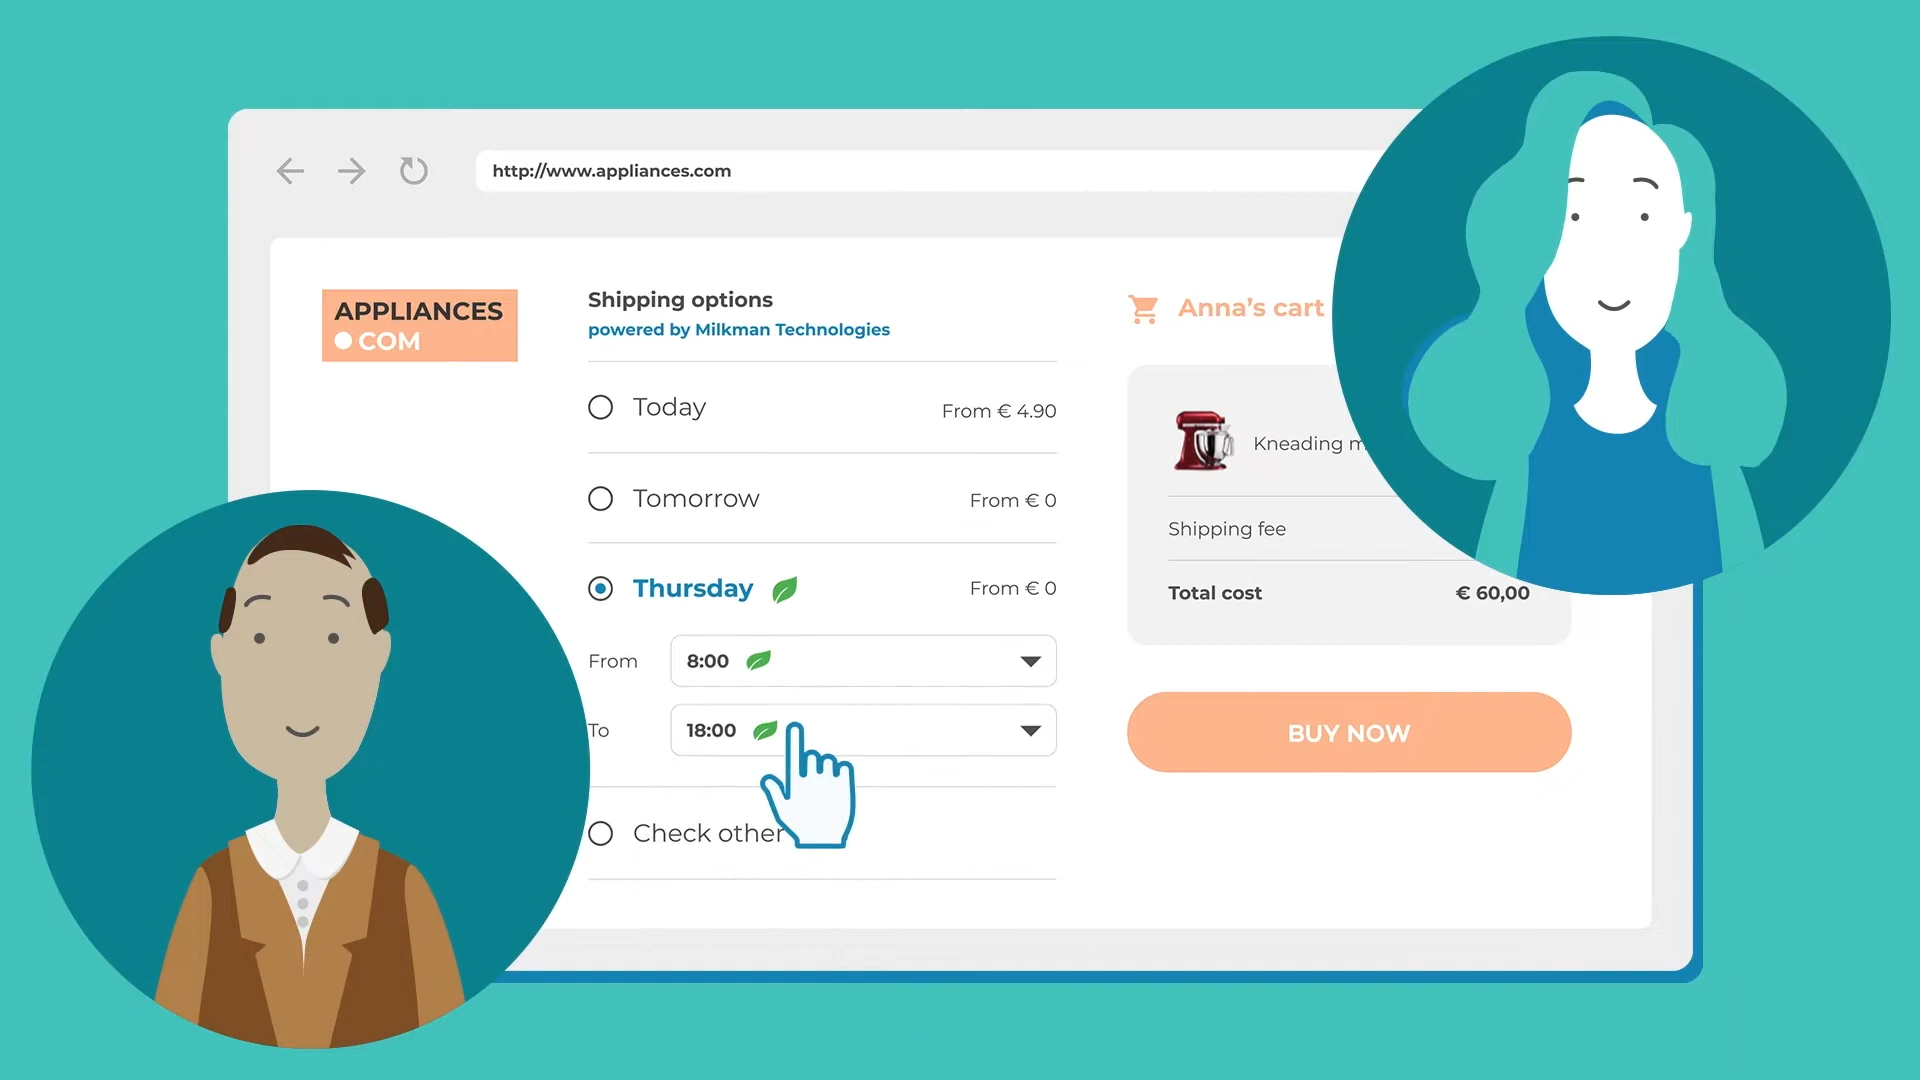 http://www.appliances.com
APPLIANCES
COM
Shipping options
powered by Milkman Technologies
Today
From € 4.90
Tomorrow
From € 0
Thursday
From € 0
From
8:00
To
18:00
Check other
Anna's cart
Kneading
Shipping fee
Total cost
€ 60,00
BUY NOW